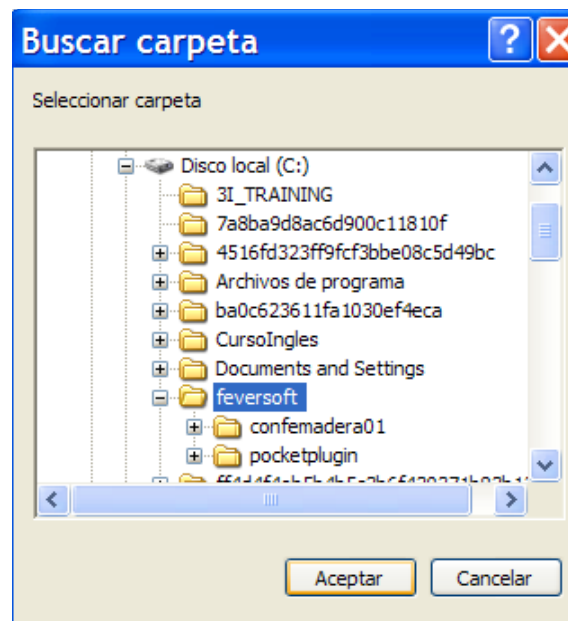 Buscar carpeta
Seleccionar carpeta
Disco local (C:)
3I_TRAINING
7a8ba9d8ac6d900c11810f
4516fd323ff9fcf3bbe08c5d49bc
Archivos de programa
ba0c623611fa1030ef4eca
CursoIngles
Documents and Settings
feversoft
confemadera01
pocketplugin
Aceptar Cancelar